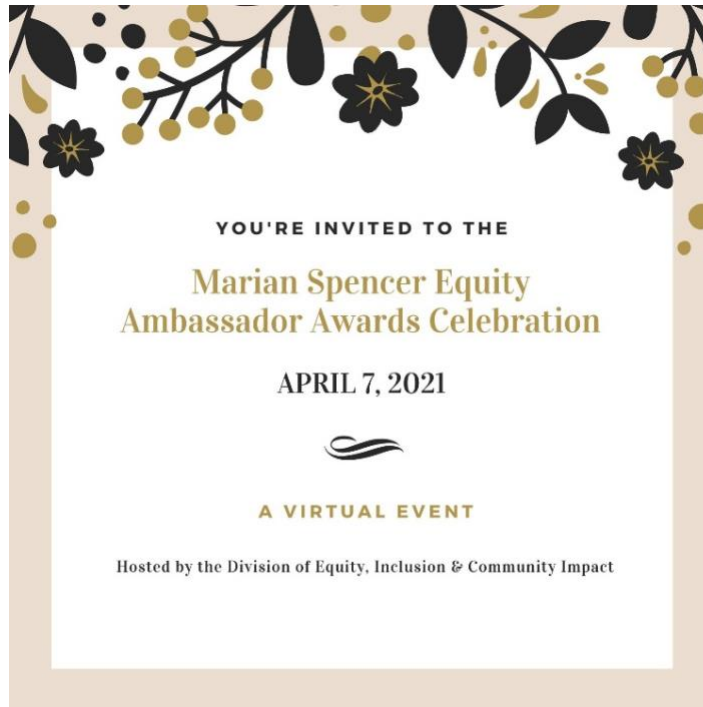 YOU'RE INVITED TO THE
Marian Spencer Equity
Ambassador Awards Celebration
APRIL 7, 2021
A VIRTUAL EVENT
Hosted by the Division of Equity, Inclusion & Community Impact